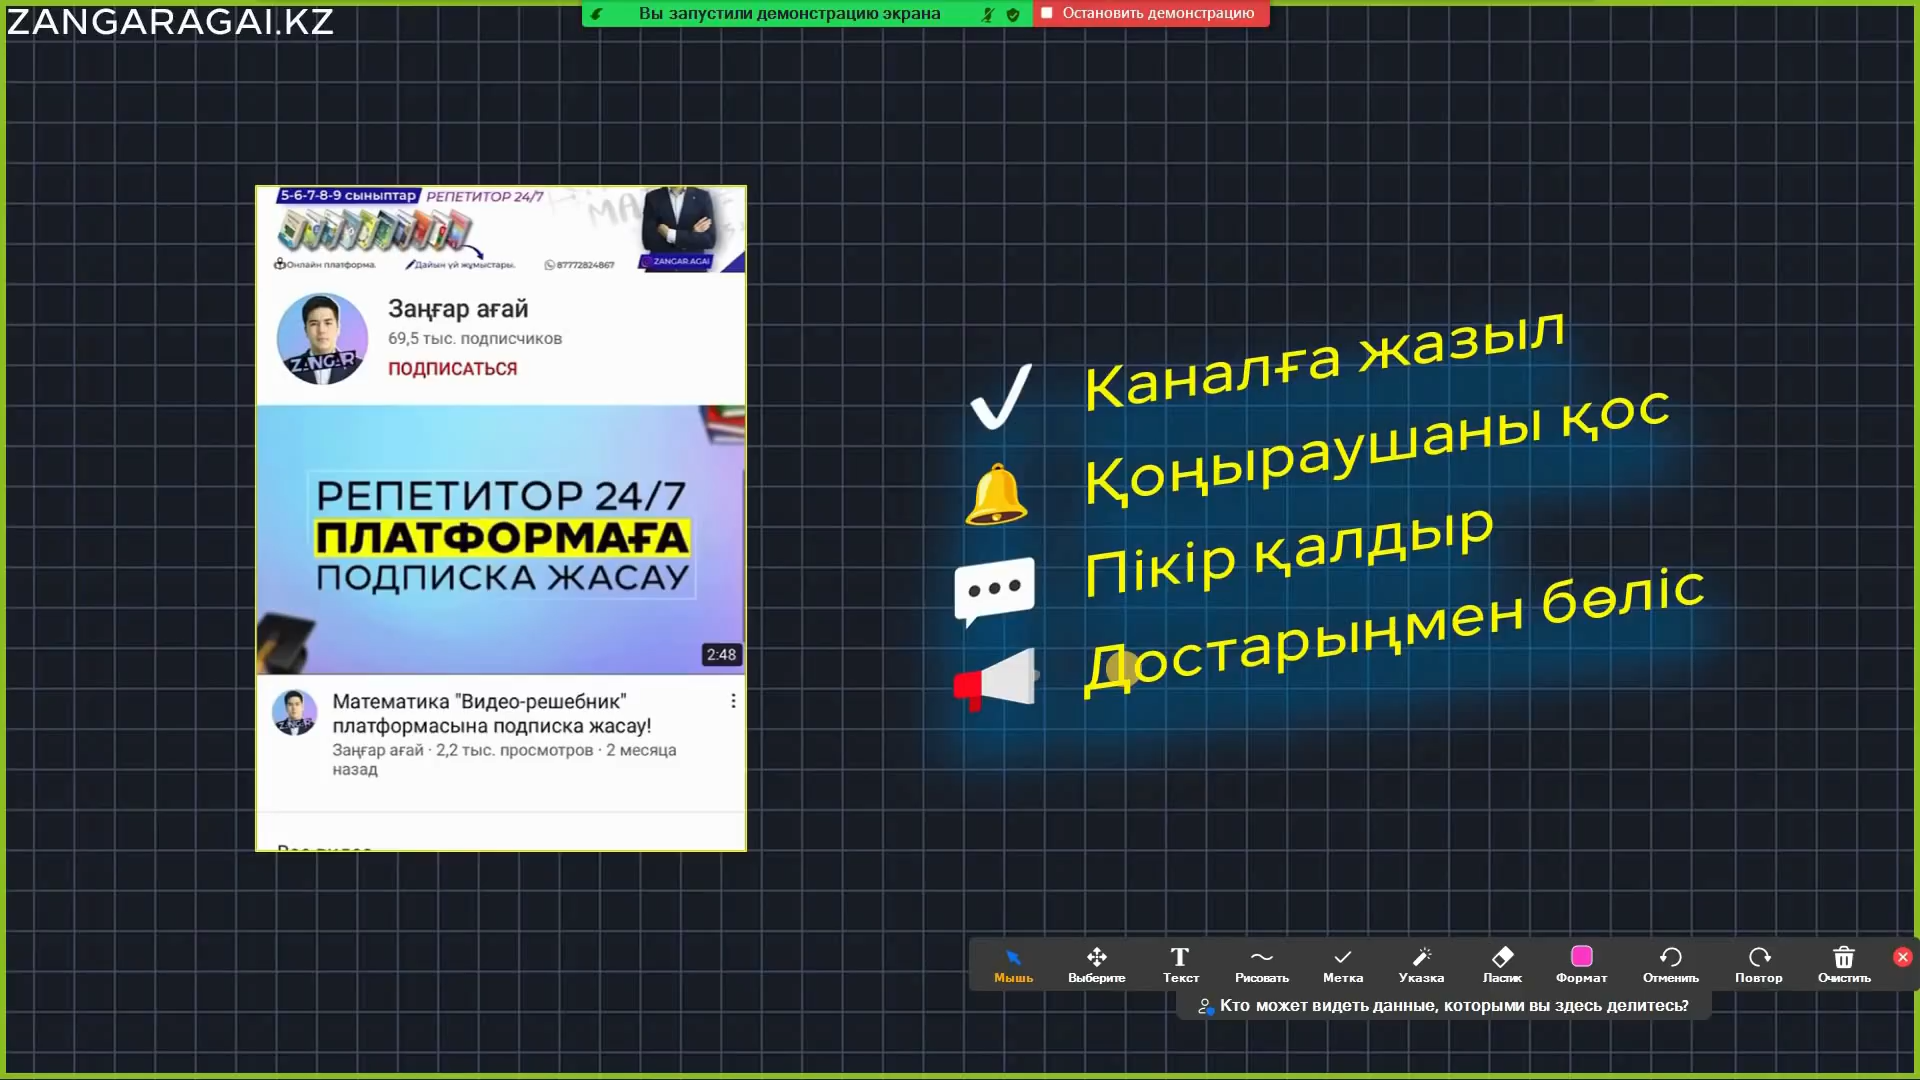 ZANGARAGAI.KZ
Вы запустили демонстрацию экрана
Остановить демонстрацию
5-6-7-8-9 сыныптар РЕПЕТИТОР 24/7
Онлайн платформа. Дайын үй жұмыстары. 87772824867 ZANGAR.AGAI
Заңғар ағай
69,5 тыс. подписчиков
ПОДПИСАТЬСЯ
ZANGAR
РЕПЕТИТОР 24/7
ПЛАТФОРМАҒА
ПОДПИСКА ЖАСАУ
2:48
Математика "Видео-решебник"
платформасына подписка жасау!
Заңғар ағай · 2,2 тыс. просмотров · 2 месяца
назад
Каналға жазыл
Қоңыраушаны қос
Пікір қалдыр
Достарыңмен бөліс
Мышь Выберите Текст Рисовать Метка Указка Ластик Формат Отменить Повтор Очистить
Кто может видеть данные, которыми вы здесь делитесь?